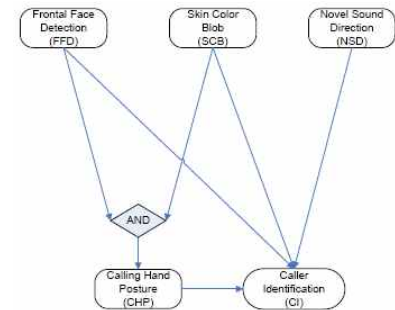 Frontal Face
Detection
(FFD)
Skin Color
Blob
(SCB)
Novel Sound
Direction
(NSD)
AND
Calling Hand
Posture
(CHP)
Caller
Identification
(CI)